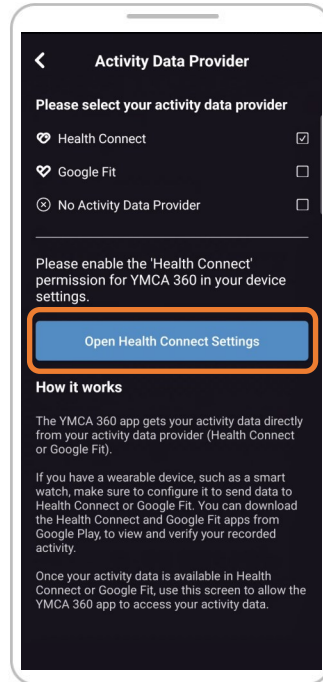 Activity Data Provider
Please select your activity data provider
Health Connect
Google Fit
No Activity Data Provider
Please enable the 'Health Connect'
permission for YMCA 360 in your device
settings.
Open Health Connect Settings
How it works
The YMCA 360 app gets your activity data directly
from your activity data provider (Health Connect
or Google Fit).
If you have a wearable device, such as a smart
watch, make sure to configure it to send data to
Health Connect or Google Fit. You can download
the Health Connect and Google Fit apps from
Google Play, to view and verify your recorded
activity.
Once your activity data is available in Health
Connect or Google Fit, use this screen to allow the
YMCA 360 app to access your activity data.